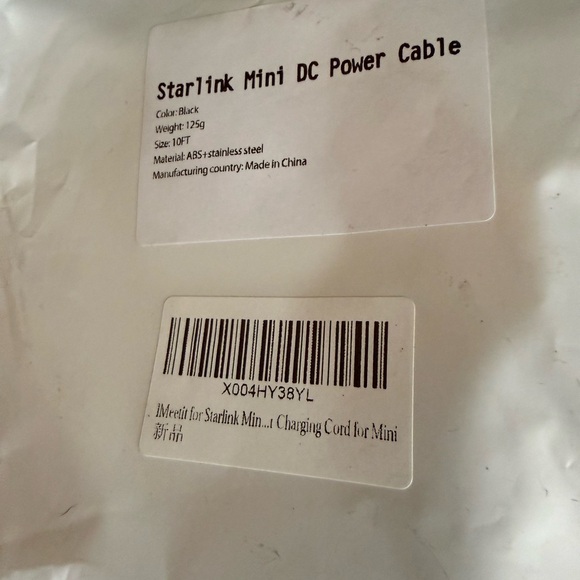 Starlink Mini DC Power Cable
Color: Black
Weight: 125g
Size: 10FT
Material: ABS+stainless steel
Manufacturing country: Made in China
X004HY38YL
IMeetit for Starlink Min...t Charging Cord for Mini
新品